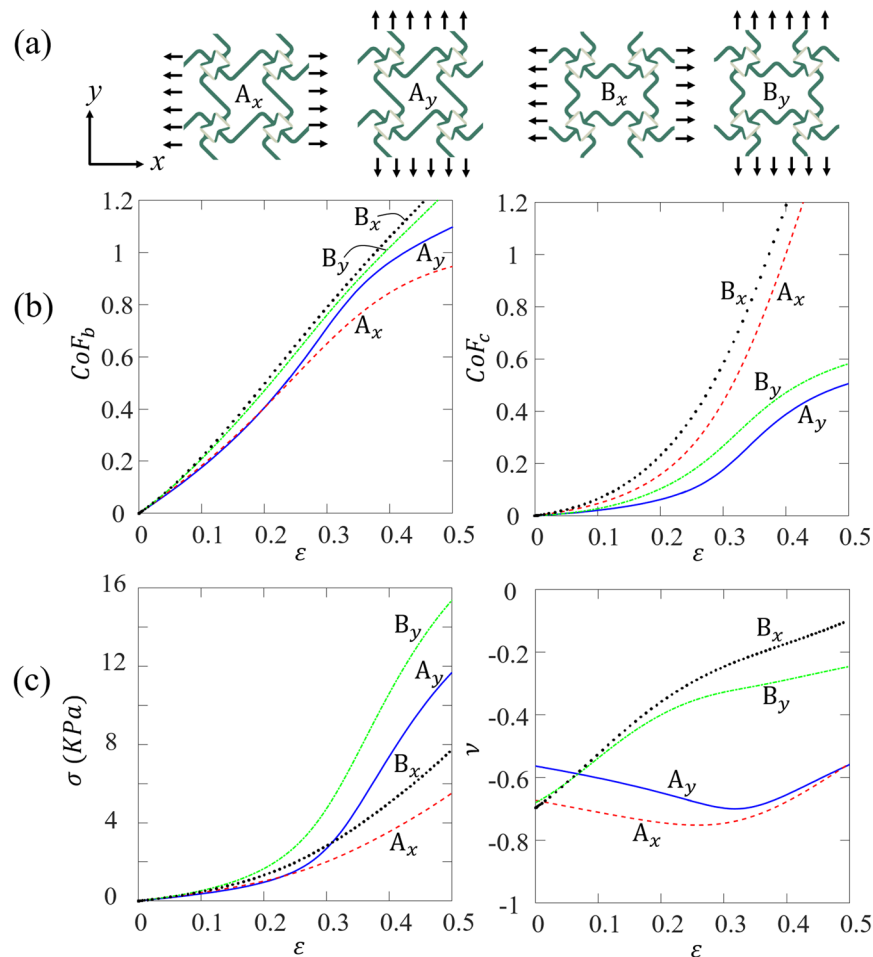 (a)
y
x
A_x
A_y
B_x
B_y
(b)
CoF_b
1.2
1
0.8
0.6
0.4
0.2
0
0
0.1
0.2
0.3
0.4
0.5
ε
B_x
B_y
A_y
A_x
CoF_c
1.2
1
0.8
0.6
0.4
0.2
0
0
0.1
0.2
0.3
0.4
0.5
ε
B_x
A_x
B_y
A_y
(c)
σ (KPa)
16
12
8
4
0
0
0.1
0.2
0.3
0.4
0.5
ε
B_y
A_y
B_x
A_x
ν
-0
-0.2
-0.4
-0.6
-0.8
-1
0
0.1
0.2
0.3
0.4
0.5
ε
B_x
B_y
A_y
A_x